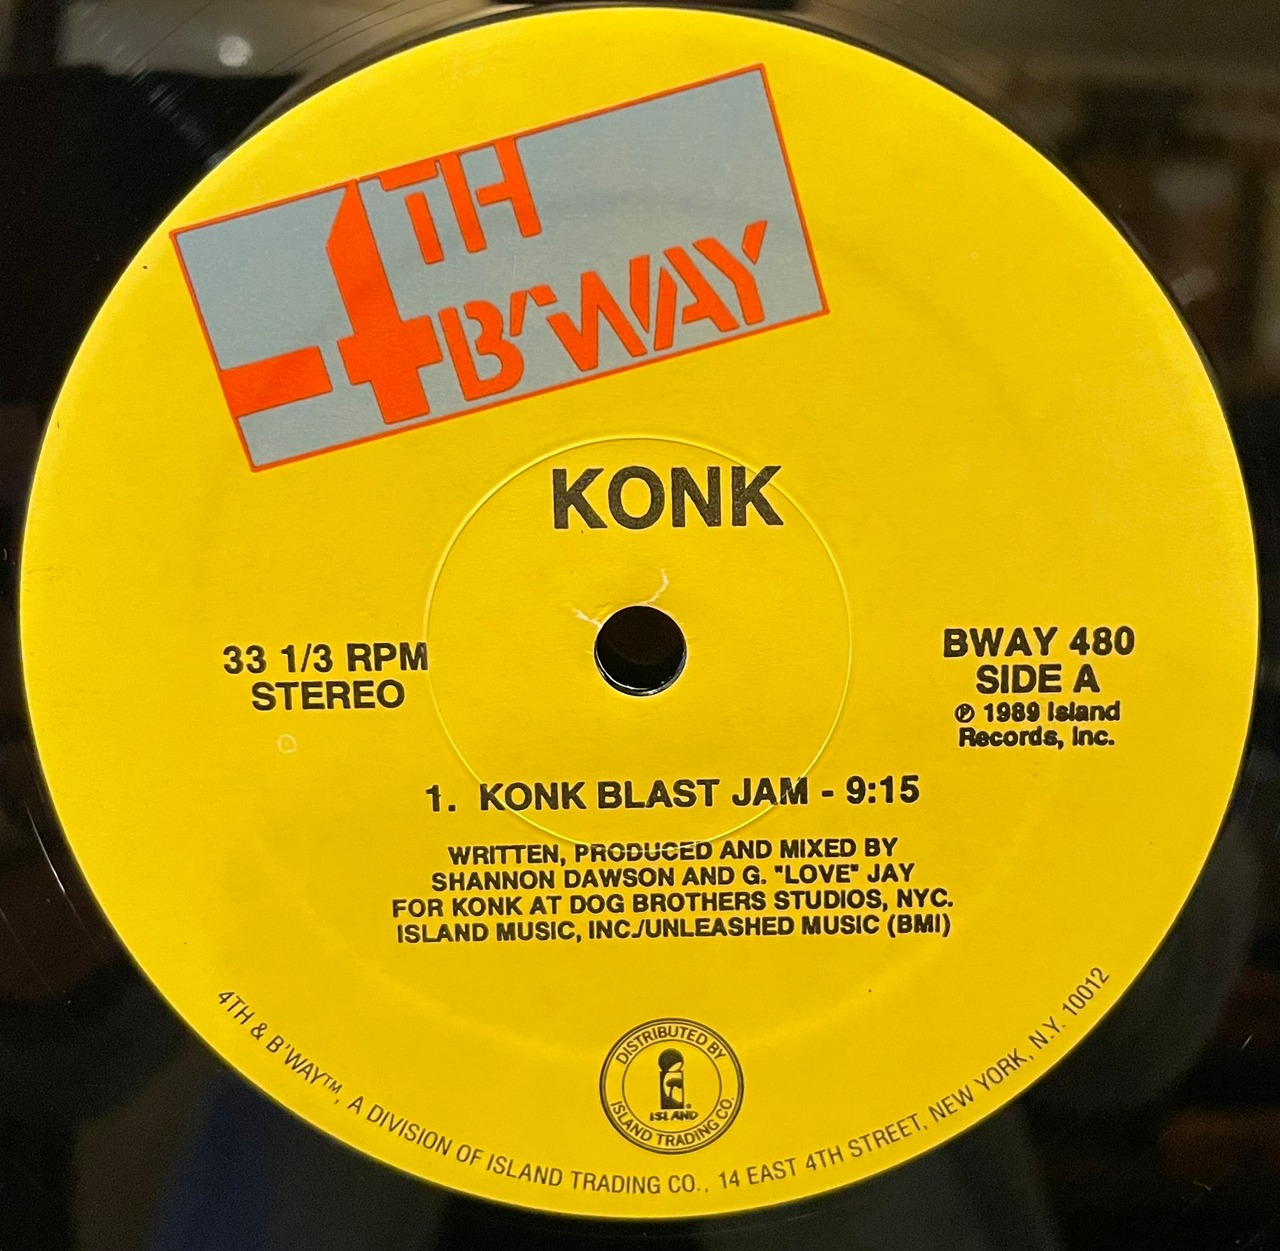 4TH
B'WAY
KONK
33 1/3 RPM
STEREO
BWAY 480
SIDE A
℗ 1989 Island
Records, Inc.
1. KONK BLAST JAM - 9:15
WRITTEN, PRODUCED AND MIXED BY
SHANNON DAWSON AND G. "LOVE" JAY
FOR KONK AT DOG BROTHERS STUDIOS, NYC.
ISLAND MUSIC, INC./UNLEASHED MUSIC (BMI)
DISTRIBUTED BY
ISLAND®
ISLAND TRADING CO.
4TH & B'WAY™, A DIVISION OF ISLAND TRADING CO., 14 EAST 4TH STREET, NEW YORK, N.Y. 10012